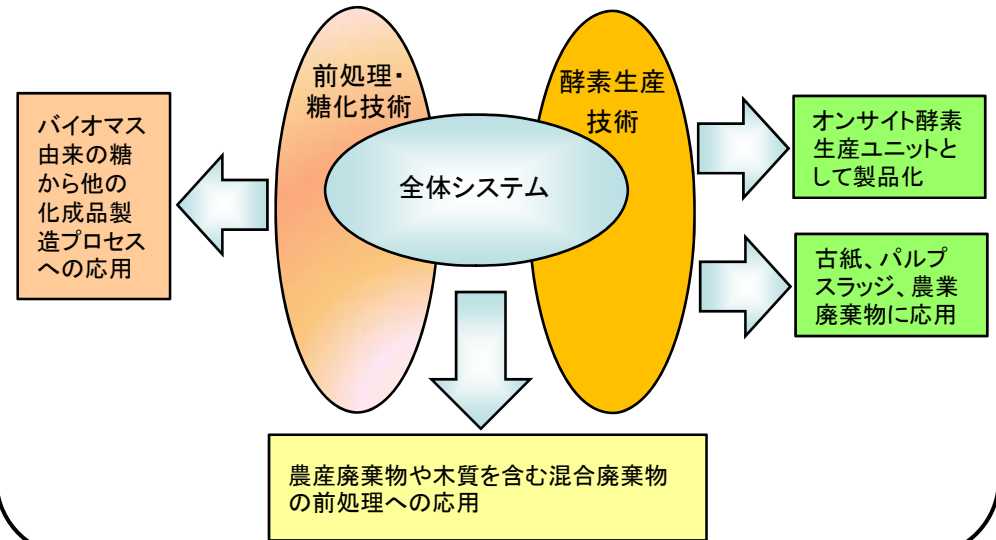 前処理・
糖化技術
酵素生産
技術
全体システム
バイオマス
由来の糖
から他の
化成品製
造プロセス
への応用
オンサイト酵素
生産ユニットと
して製品化
古紙、パルプ
スラッジ、農業
廃棄物に応用
農産廃棄物や木質を含む混合廃棄物
の前処理への応用